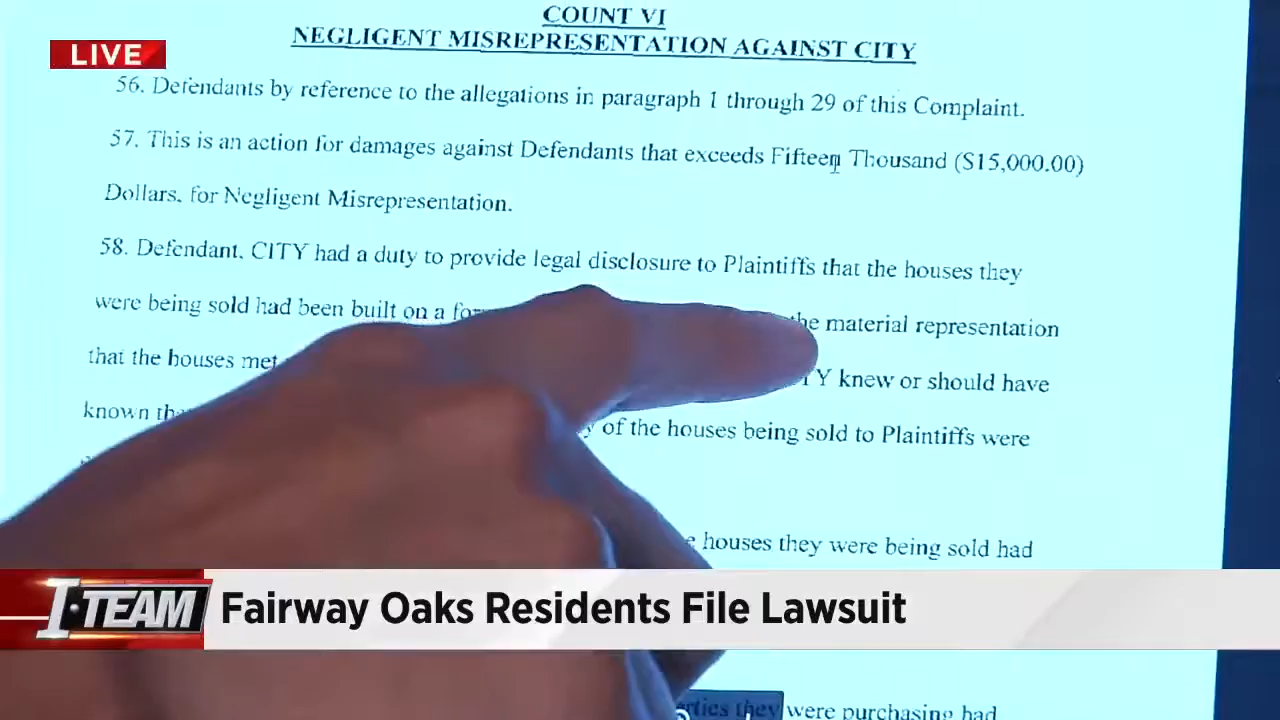 COUNT VI
NEGLIGENT MISREPRESENTATION AGAINST CITY
LIVE
56. Defendants by reference to the allegations in paragraph 1 through 29 of this Complaint.
57. This is an action for damages against Defendants that exceeds Fifteen Thousand ($15,000.00)
Dollars, for Negligent Misrepresentation.
58. Defendant, CITY had a duty to provide legal disclosure to Plaintiffs that the houses they
were being sold had been built on a the material representation
that the houses met knew or should have
known of the houses being sold to Plaintiffs were
houses they were being sold had
I-TEAM Fairway Oaks Residents File Lawsuit
they were purchasing had